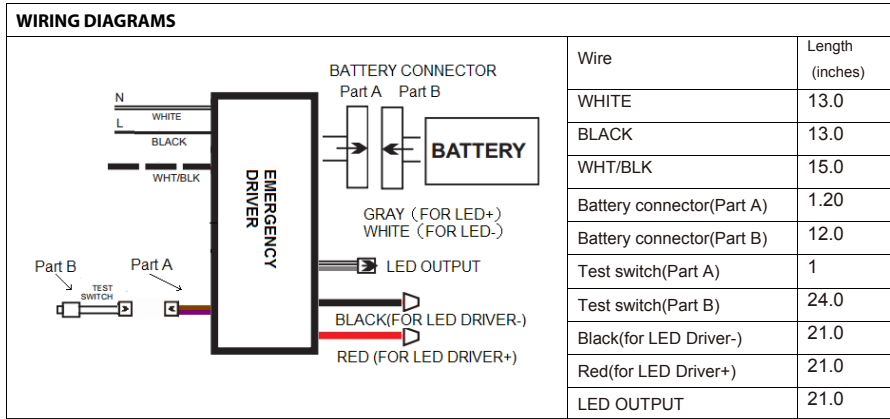 WIRING DIAGRAMS
BATTERY CONNECTOR
Part A Part B
N
WHITE
L
BLACK
WHT/BLK
BATTERY
EMERGENCY
DRIVER
GRAY (FOR LED+)
WHITE (FOR LED-)
Part B
Part A
TEST
SWITCH
LED OUTPUT
BLACK(FOR LED DRIVER-)
RED (FOR LED DRIVER+)
Wire Length
(inches)
WHITE 13.0
BLACK 13.0
WHT/BLK 15.0
Battery connector(Part A) 1.20
Battery connector(Part B) 12.0
Test switch(Part A) 1
Test switch(Part B) 24.0
Black(for LED Driver-) 21.0
Red(for LED Driver+) 21.0
LED OUTPUT 21.0